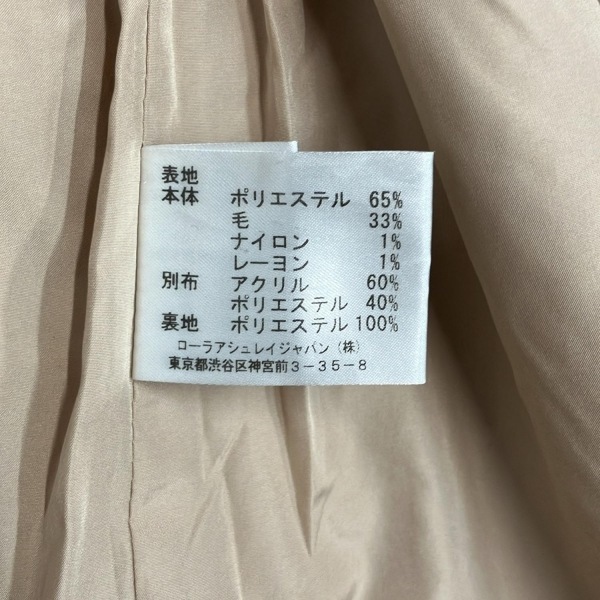 表地
本体 ポリエステル 65%
毛 33%
ナイロン 1%
レーヨン 1%
別布 アクリル 60%
ポリエステル 40%
裏地 ポリエステル 100%
ローラアシュレイジャパン(株)
東京都渋谷区神宮前3-35-8